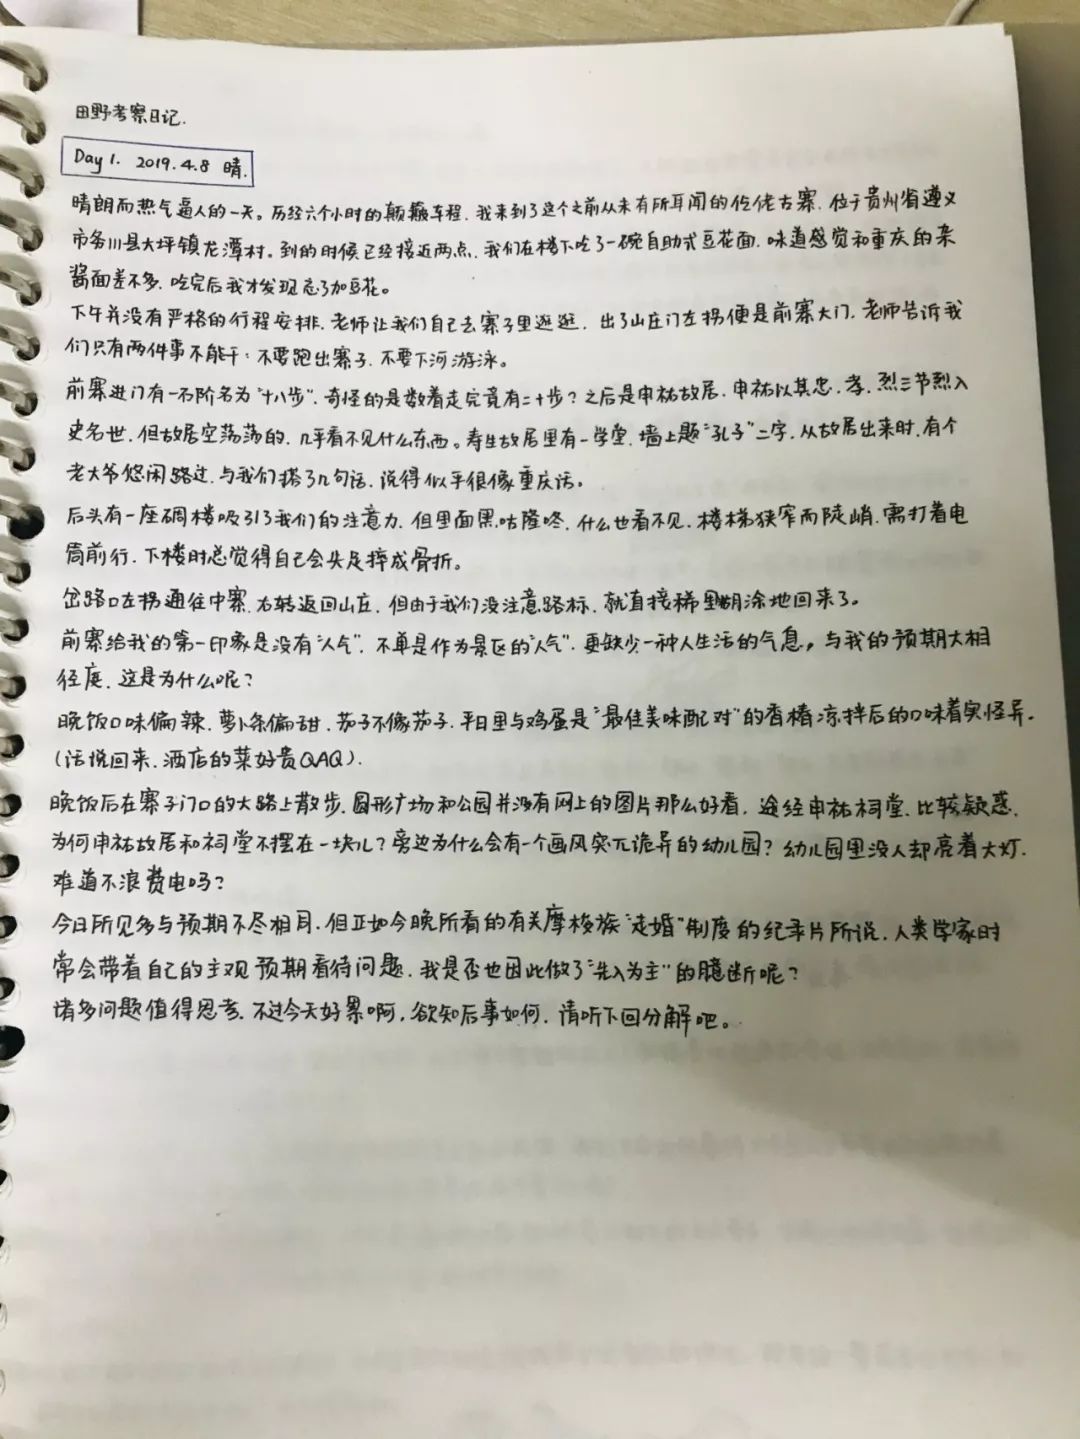 田野考察日记.
Day 1. 2019.4.8 晴.
晴朗而热气逼人的一天。历经六个小时的颠簸车程, 我来到了这个之前从未有所耳闻的仡佬古寨, 位于贵州省遵义
市务川县大坪镇龙潭村。到的时候已经接近两点, 我们在楼下吃了一碗自助式豆花面, 味道感觉和重庆的杂
酱面差不多, 吃完后我才发现忘了加豆花。
下午并没有严格的行程安排, 老师让我们自己去寨子里逛逛, 出了山庄门左拐便是前寨大门, 老师告诉我
们只有两件事不能干: 不要跑出寨子, 不要下河游泳。
前寨进门有一石阶名为“十八步”, 奇怪的是数着走完竟有二十步? 之后是申祐故居, 申祐以其忠、孝、烈三节烈入
史名世, 但故居空荡荡的, 几乎看不见什么东西。寿生故居里有一学堂, 墙上题“孔子”二字, 从故居出来时, 有个
老大爷悠闲路过, 与我们搭了几句话, 说得似乎很像重庆话。
后头有一座碉楼吸引了我们的注意力, 但里面黑咕隆咚, 什么也看不见, 楼梯狭窄而陡峭, 需打着电
筒前行, 下楼时总觉得自己会失足摔成骨折。
岔路口左拐通往中寨, 右转返回山庄, 但由于我们没注意路标, 就直接稀里糊涂地回来了。
前寨给我的第一印象是没有“人气”, 不单是作为景区的“人气”, 更缺少一种人生活的气息, 与我的预期大相
径庭, 这是为什么呢?
晚饭口味偏辣, 萝卜条偏甜, 茄子不像茄子, 平日里与鸡蛋是“最佳美味配对”的香椿凉拌后的口味着实怪异.
(话说回来, 酒店的菜好贵QAQ).
晚饭后在寨子门口的大路上散步, 圆形广场和公园并没有网上的图片那么好看, 途经申祐祠堂, 比较疑惑,
为何申祐故居和祠堂不摆在一块儿? 旁边为什么会有一个画风突兀诡异的幼儿园? 幼儿园里没人却亮着大灯,
难道不浪费电吗?
今日所见多与预期不尽相同, 但正如今晚所看的有关摩梭族“走婚”制度的纪录片所说, 人类学家时
常会带着自己的主观预期看待问题, 我是否也因此做了“先入为主”的臆断呢?
诸多问题值得思考, 不过今天好累啊, 欲知后事如何, 请听下回分解吧。